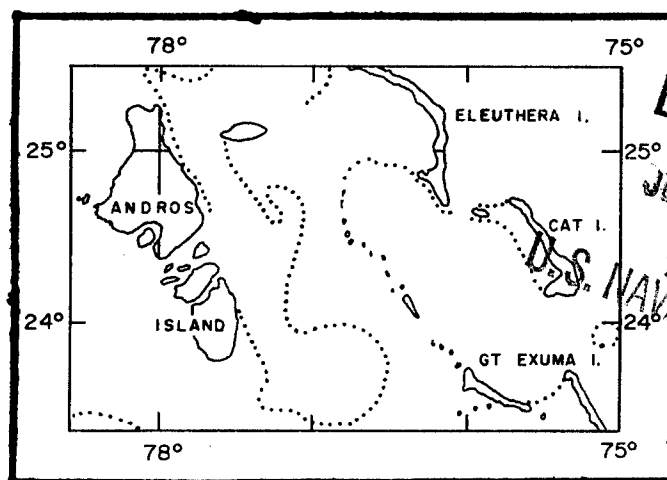 78° 75°
ELEUTHERA I.
25° 25°
ANDROS
CAT I.
U.S. NAV
24° 24°
ISLAND
GT EXUMA I.
78° 75°